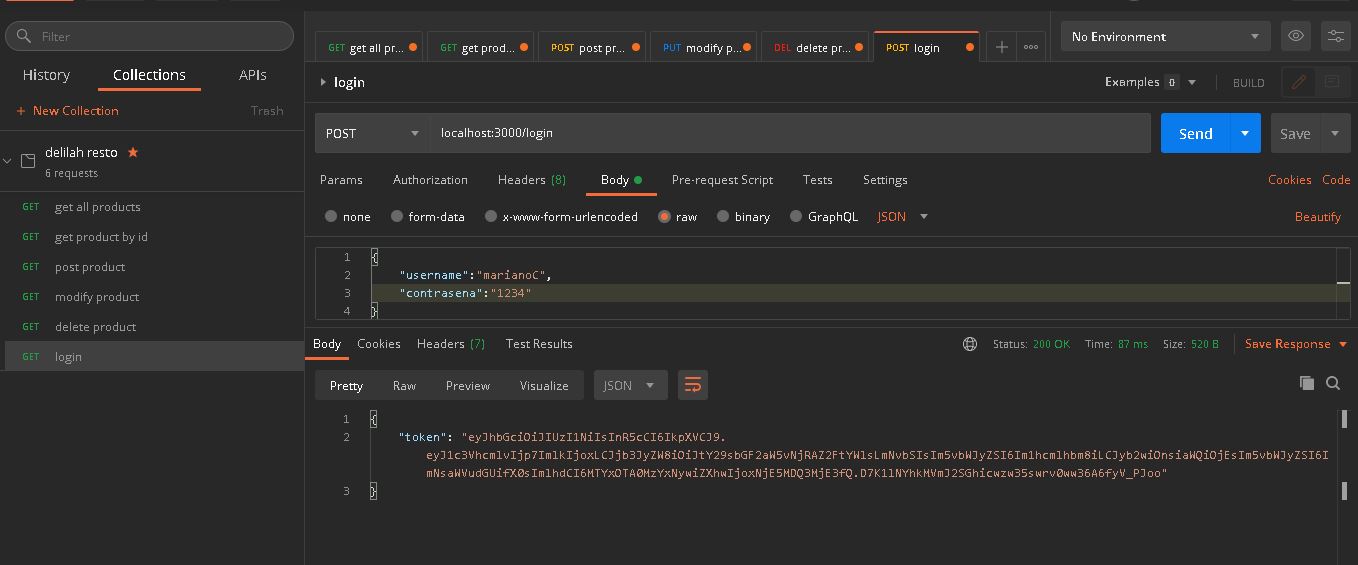 Filter
History Collections APIs
+ New Collection Trash
delilah resto
6 requests
GET get all products
GET get product by id
GET post product
GET modify product
GET delete product
GET login
GET get all pr... GET get prod... POST post pr... PUT modify p... DEL delete pr... POST login + ooo
No Environment
login
Examples 0 BUILD
POST localhost:3000/login Send Save
Params Authorization Headers (8) Body Pre-request Script Tests Settings Cookies Code
none form-data x-www-form-urlencoded raw binary GraphQL JSON Beautify
1 {
2 "username":"marianoC",
3 "contrasena":"1234"
4 }
Body Cookies Headers (7) Test Results Status: 200 OK Time: 87 ms Size: 520 B Save Response
Pretty Raw Preview Visualize JSON
1 {
2 "token": "eyJhbGciOiJIUzI1NiIsInR5cCI6IkpXVCJ9.
eyJ1c3VhcmlvIjp7ImlkIjoxLCJjb3JyZW8iOiJtY29sbGF2aW5vNjRAZ2FtYWlsLmNvbSIsIm5vbWJyZSI6Im1hcmlhbm8iLCJyb2wiOnsiaWQiOjEsIm5vbWJyZSI6I
mNsaWVudGUifX0sImlhdCI6MTYxOTA0MzYxNywiZXhwIjoxNjE5MDQ3MjE3fQ.D7K1lNYhkMVmJ2SGhicwzw35swrv0ww36A6fyV_PJoo"
3 }